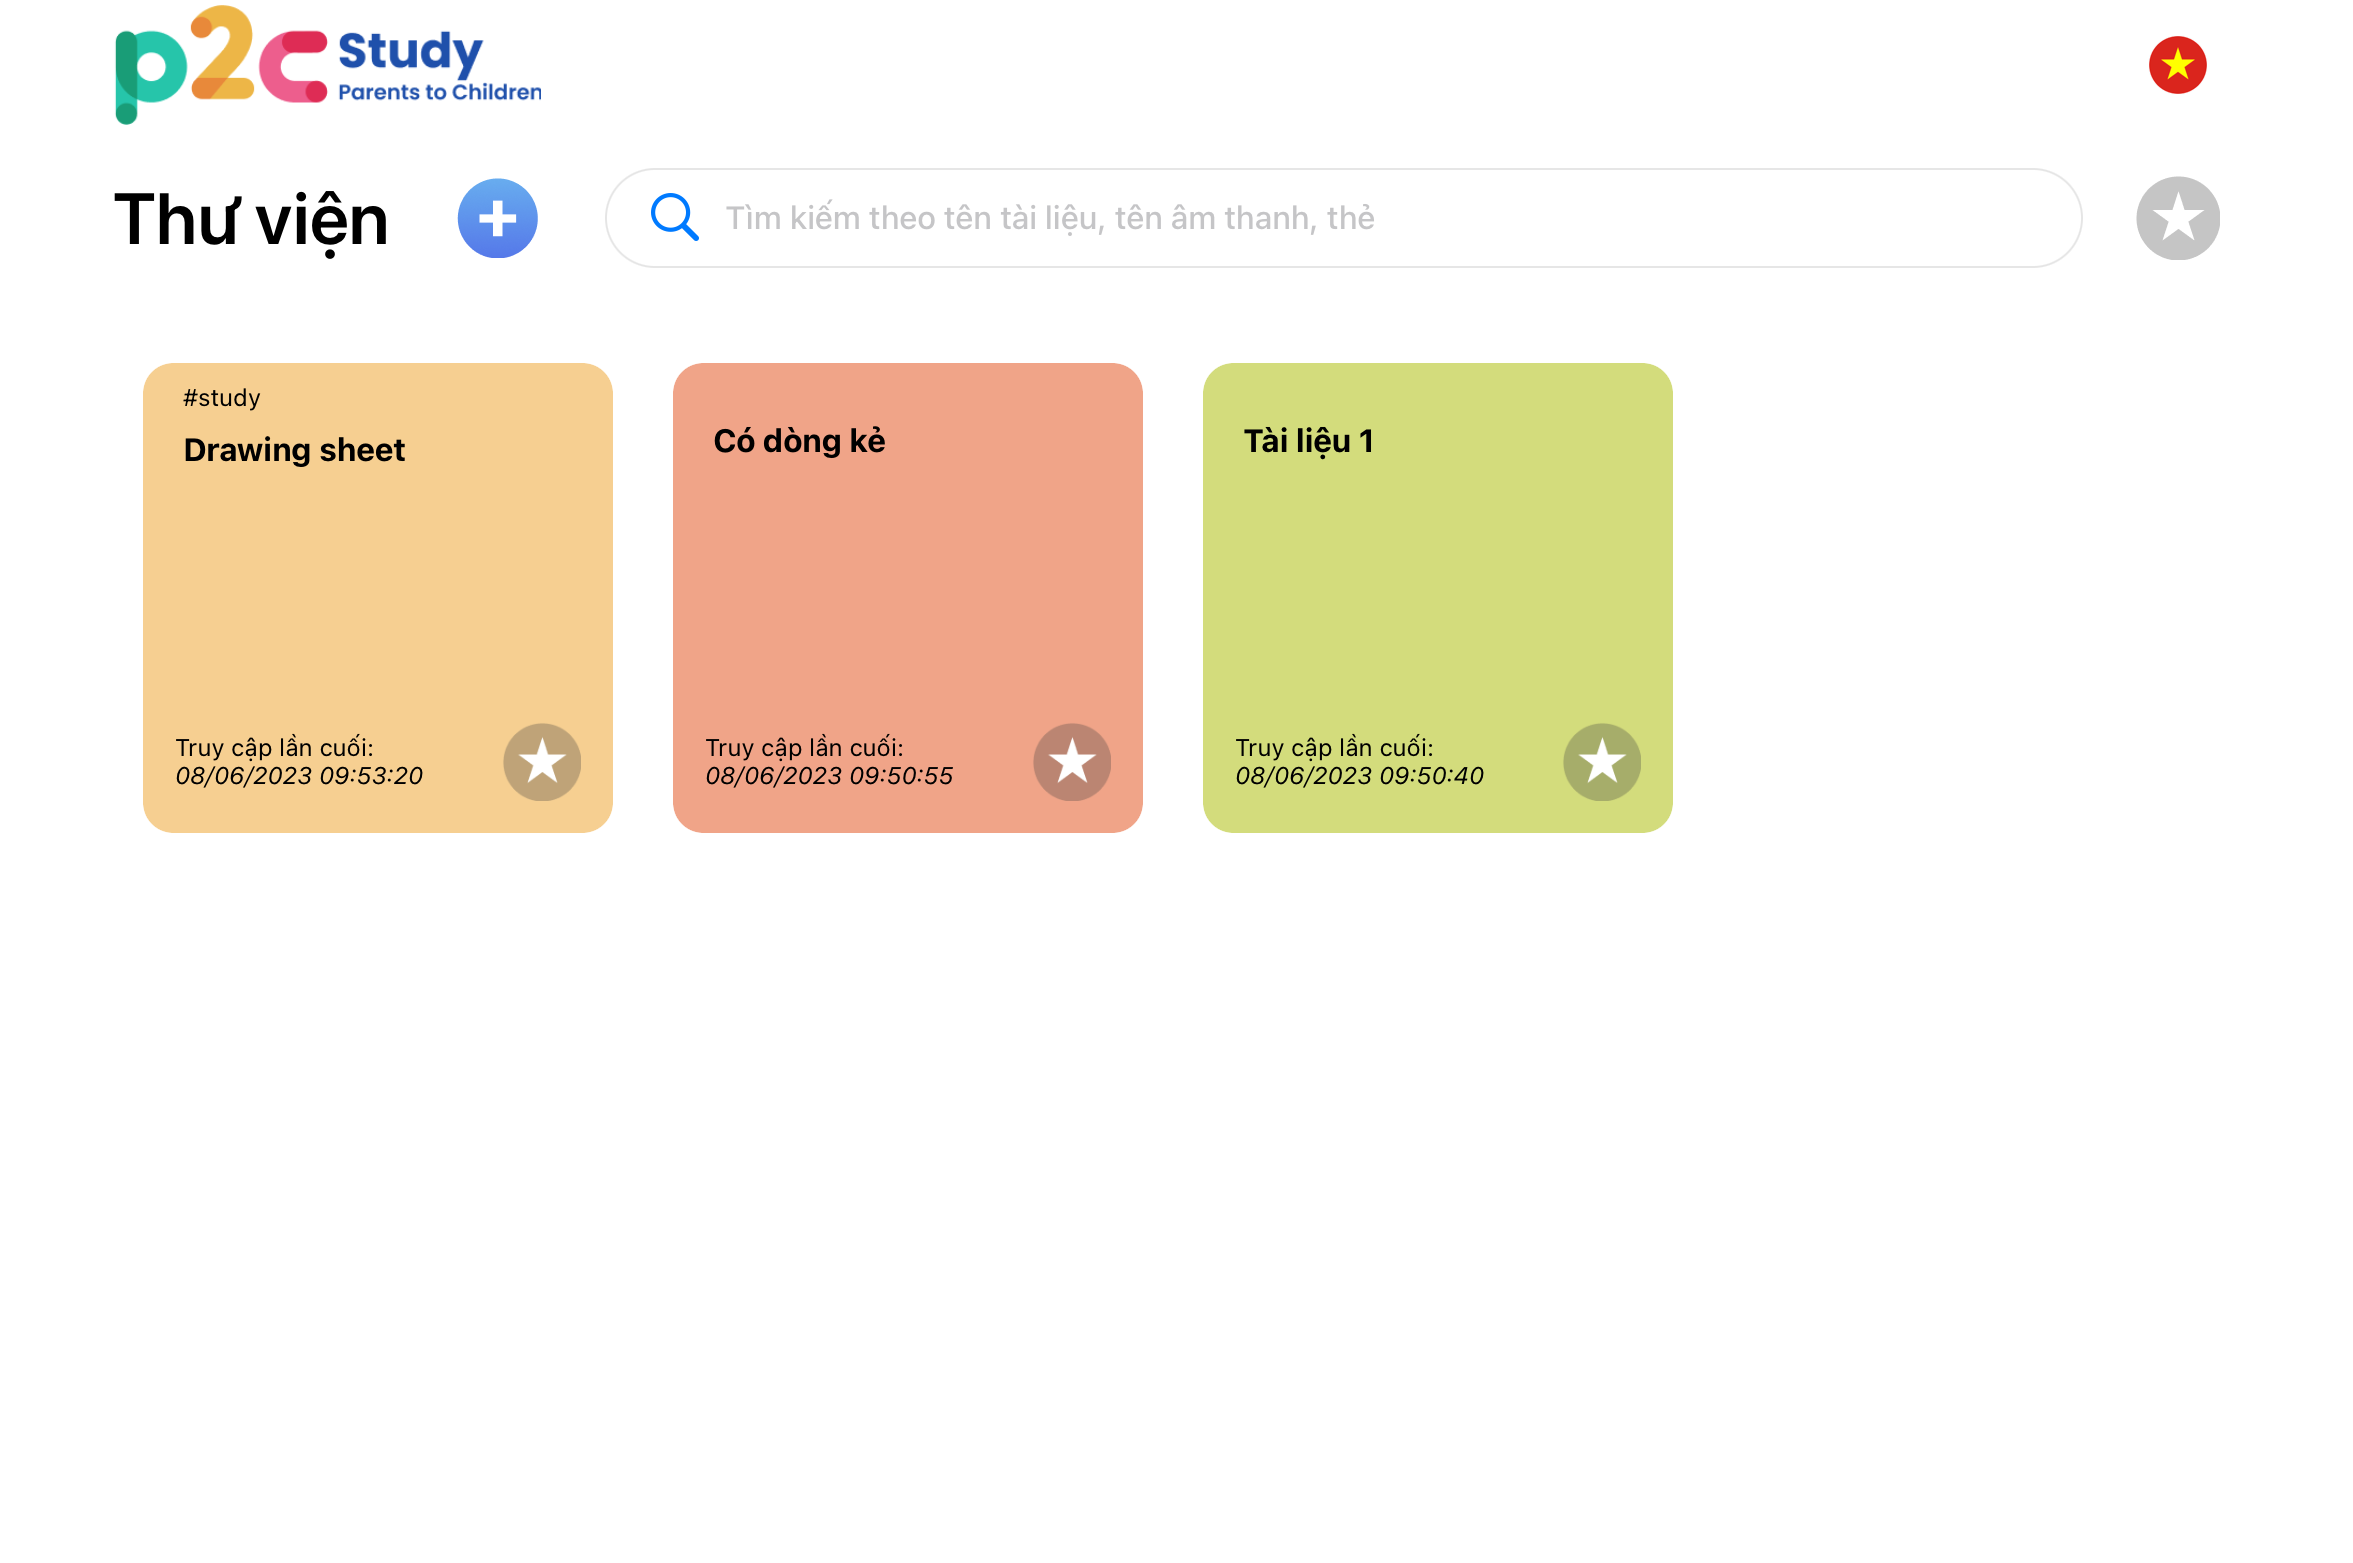 p2c Study
Parents to Children
Thư viện
Tìm kiếm theo tên tài liệu, tên âm thanh, thẻ
#study
Drawing sheet
Truy cập lần cuối:
08/06/2023 09:53:20
Có dòng kẻ
Truy cập lần cuối:
08/06/2023 09:50:55
Tài liệu 1
Truy cập lần cuối:
08/06/2023 09:50:40